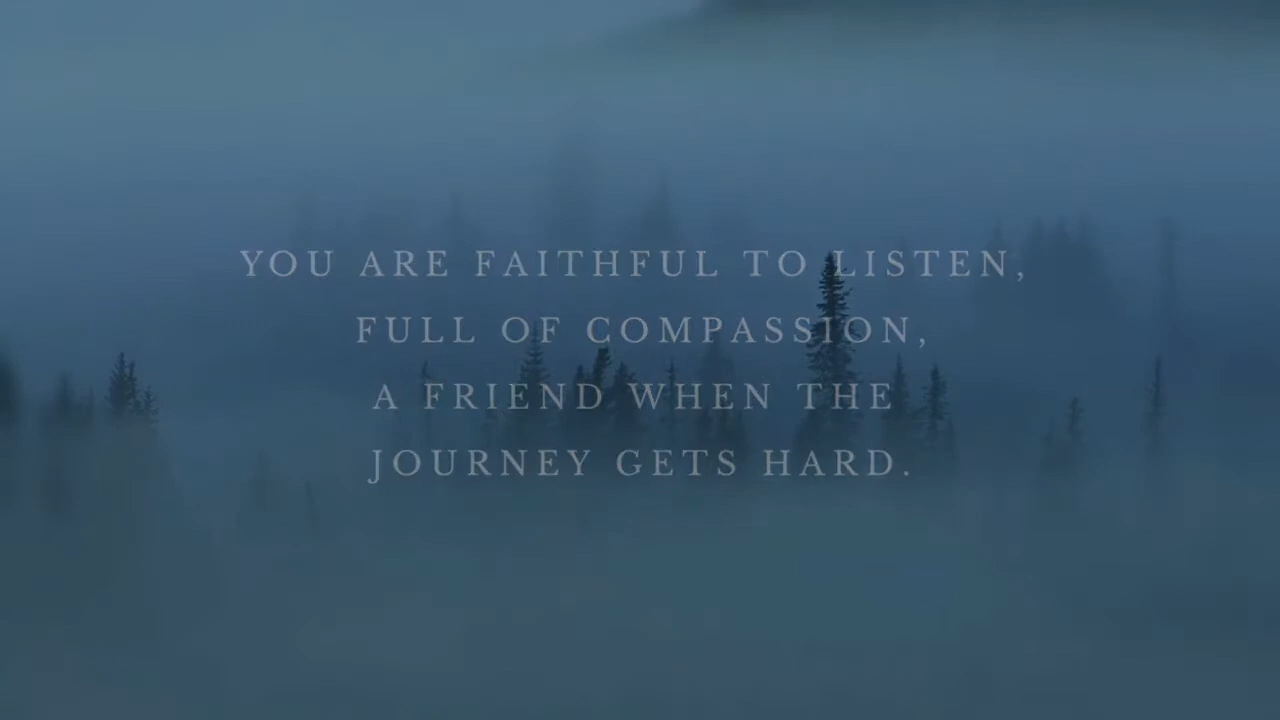 YOU ARE FAITHFUL TO LISTEN,
FULL OF COMPASSION,
A FRIEND WHEN THE
JOURNEY GETS HARD.